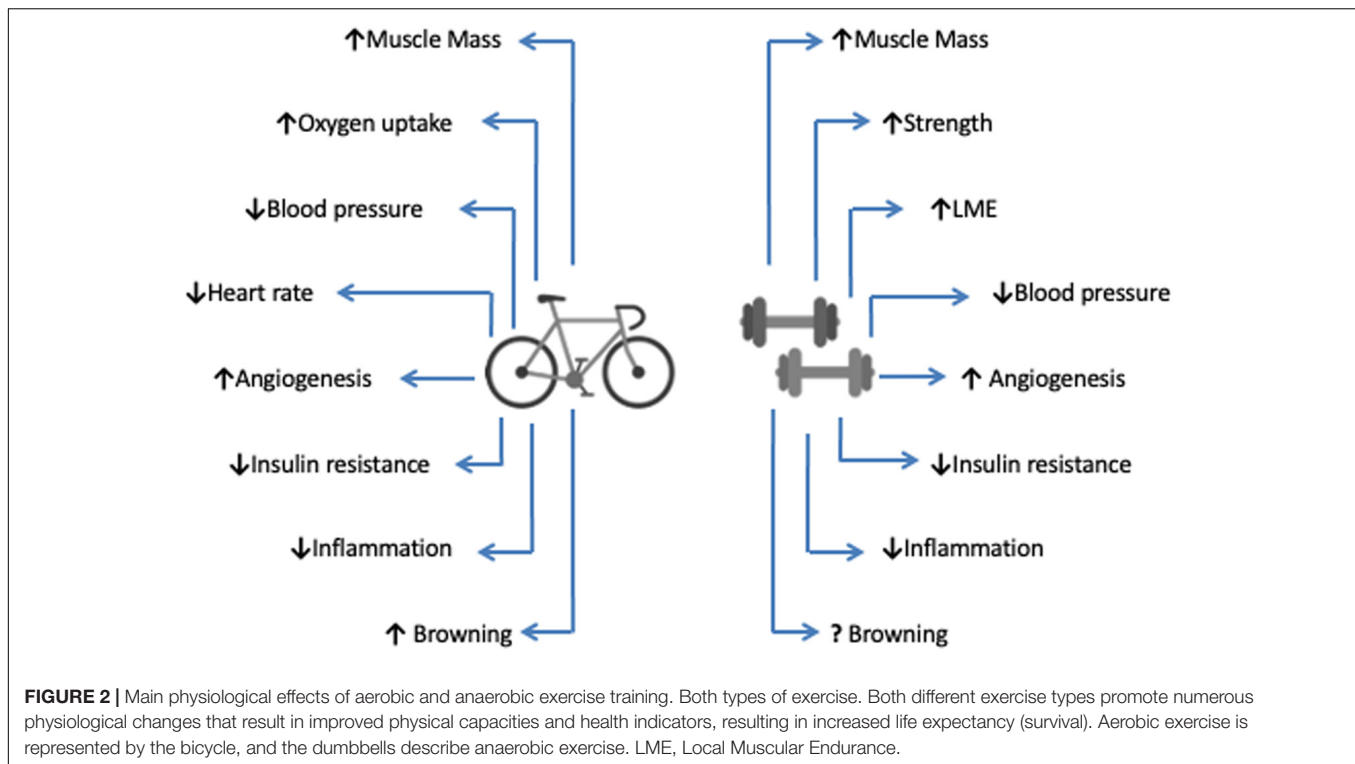 ↑Muscle Mass
↑Oxygen uptake
↓Blood pressure
↓Heart rate
↑Angiogenesis
↓Insulin resistance
↓Inflammation
↑ Browning
↑Muscle Mass
↑Strength
↑LME
↓Blood pressure
↑ Angiogenesis
↓Insulin resistance
↓Inflammation
? Browning
FIGURE 2 | Main physiological effects of aerobic and anaerobic exercise training. Both types of exercise. Both different exercise types promote numerous
physiological changes that result in improved physical capacities and health indicators, resulting in increased life expectancy (survival). Aerobic exercise is
represented by the bicycle, and the dumbbells describe anaerobic exercise. LME, Local Muscular Endurance.